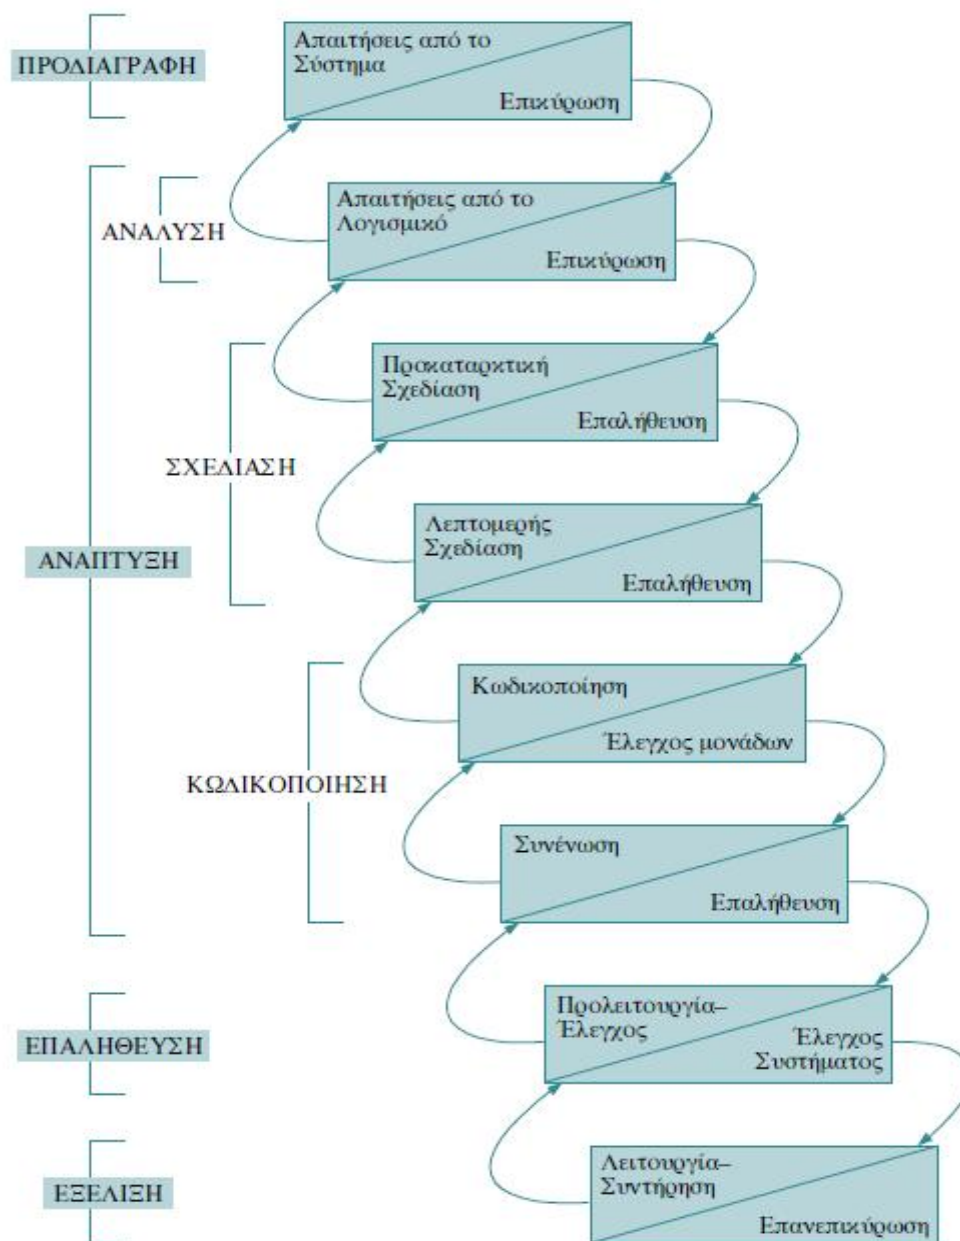 ΠΡΟΔΙΑΓΡΑΦΗ
Απαιτήσεις από το
Σύστημα
Επικύρωση
ΑΝΑΛΥΣΗ
Απαιτήσεις από το
Λογισμικό
Επικύρωση
Προκαταρκτική
Σχεδίαση
Επαλήθευση
ΣΧΕΔΙΑΣΗ
ΑΝΑΠΤΥΞΗ
Λεπτομερής
Σχεδίαση
Επαλήθευση
Κωδικοποίηση
Έλεγχος μονάδων
ΚΩΔΙΚΟΠΟΙΗΣΗ
Συνένωση
Επαλήθευση
ΕΠΑΛΗΘΕΥΣΗ
Προλειτουργία–
Έλεγχος
Έλεγχος
Συστήματος
ΕΞΕΛΙΞΗ
Λειτουργία–
Συντήρηση
Επανεπικύρωση